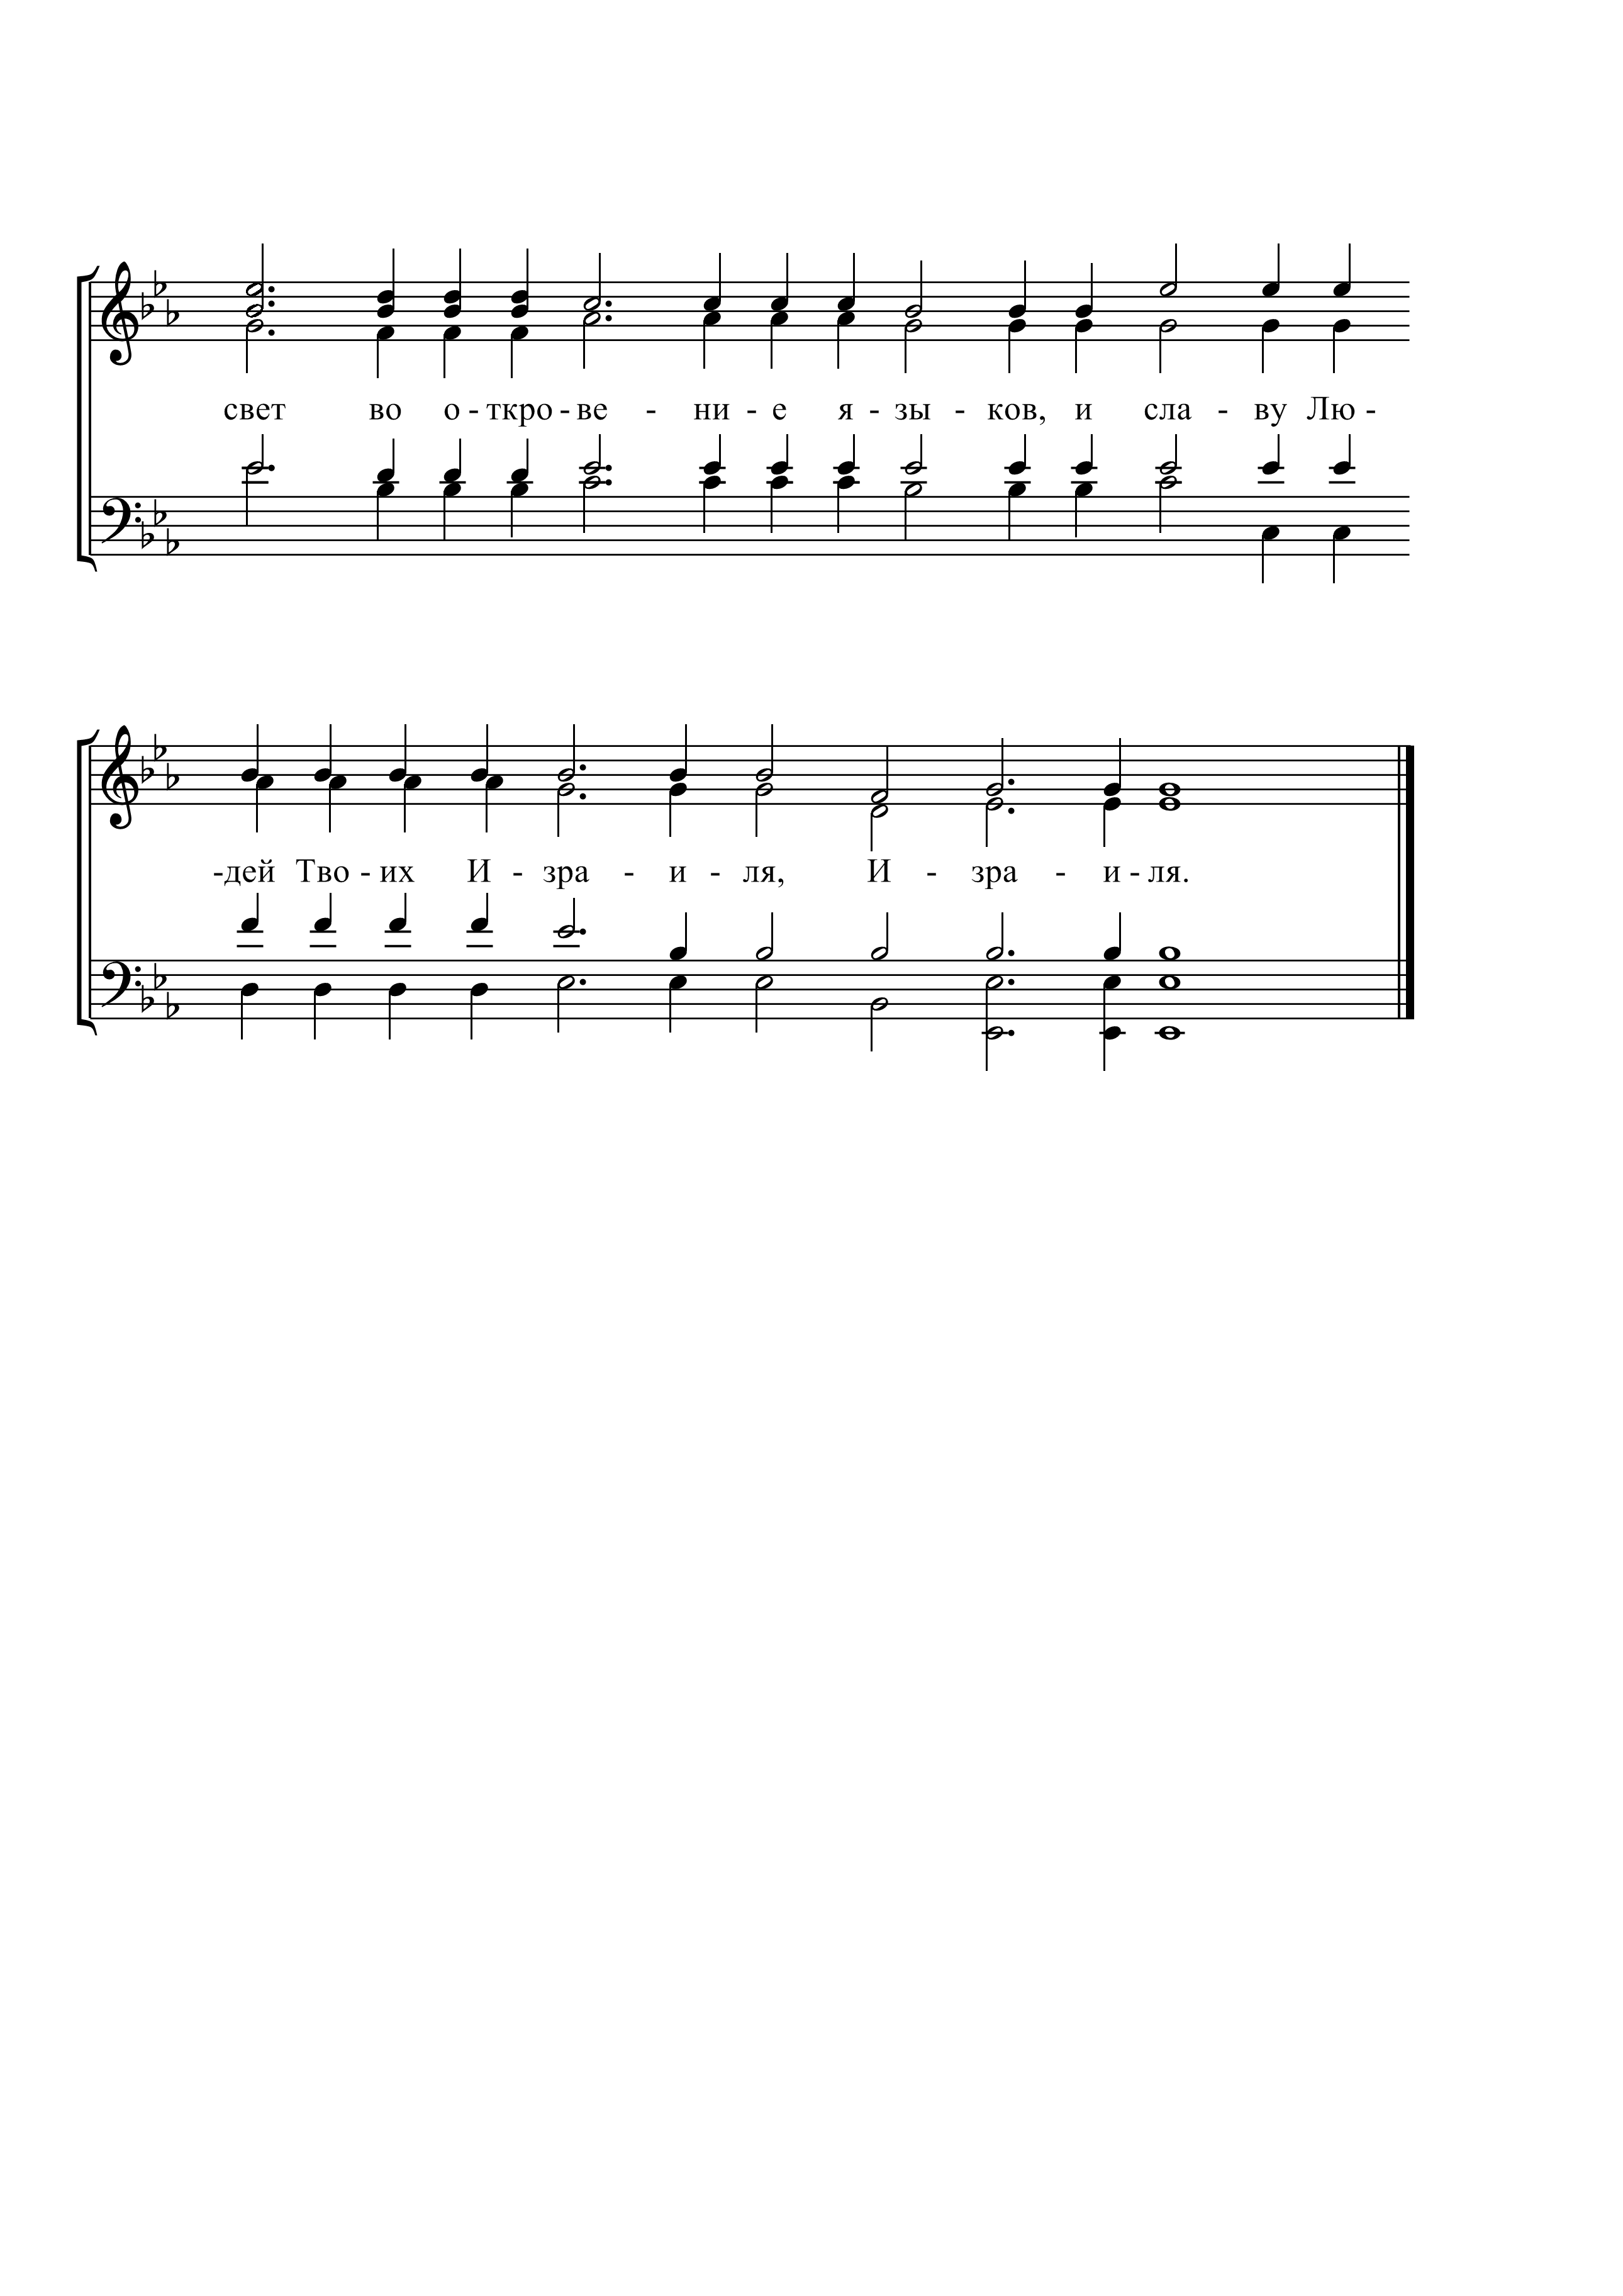 свет во о - ткро - ве - ни - е я - зы - ков, и сла - ву Лю -
-дей Тво - их И - зра - и - ля, И - зра - и - ля.